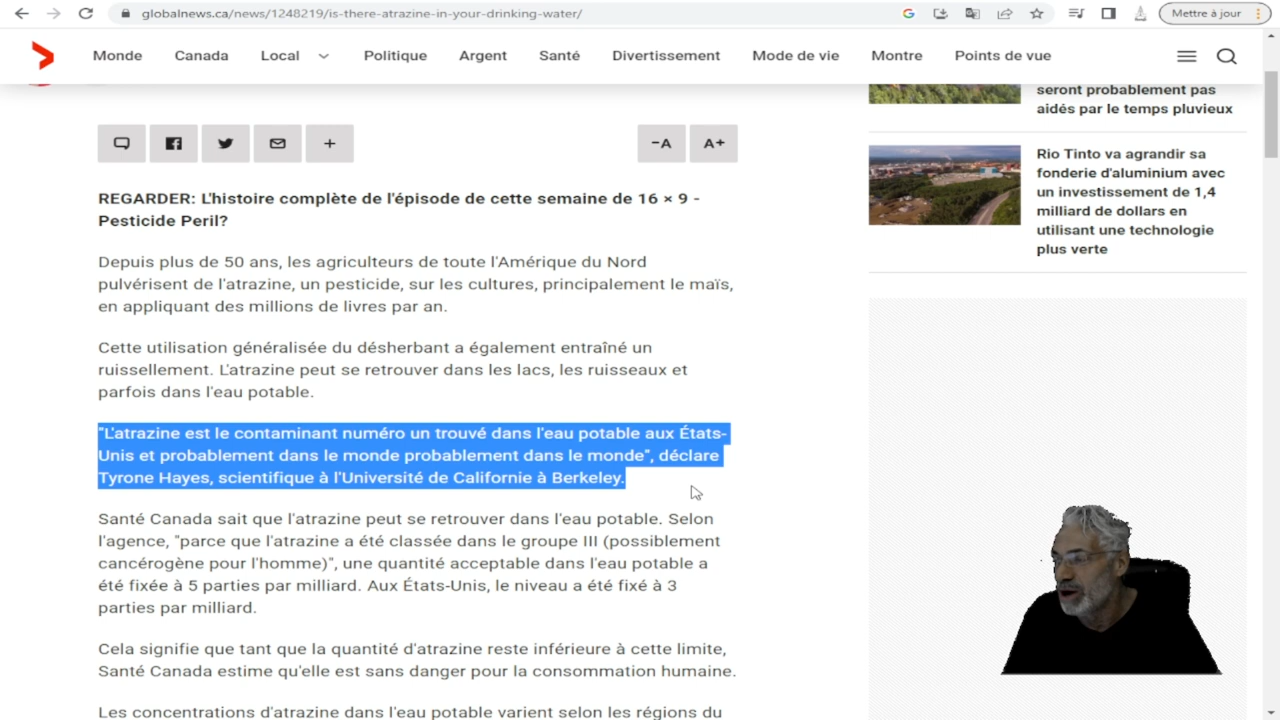 globalnews.ca/news/1248219/is-there-atrazine-in-your-drinking-water/
Mettre à jour
Monde Canada Local Politique Argent Santé Divertissement Mode de vie Montre Points de vue
-A A+
REGARDER: L'histoire complète de l'épisode de cette semaine de 16 × 9 -
Pesticide Peril?
Depuis plus de 50 ans, les agriculteurs de toute l'Amérique du Nord
pulvérisent de l'atrazine, un pesticide, sur les cultures, principalement le maïs,
en appliquant des millions de livres par an.
Cette utilisation généralisée du désherbant a également entraîné un
ruissellement. L'atrazine peut se retrouver dans les lacs, les ruisseaux et
parfois dans l'eau potable.
"L'atrazine est le contaminant numéro un trouvé dans l'eau potable aux États-
Unis et probablement dans le monde probablement dans le monde", déclare
Tyrone Hayes, scientifique à l'Université de Californie à Berkeley.
Santé Canada sait que l'atrazine peut se retrouver dans l'eau potable. Selon
l'agence, "parce que l'atrazine a été classée dans le groupe III (possiblement
cancérogène pour l'homme)", une quantité acceptable dans l'eau potable a
été fixée à 5 parties par milliard. Aux États-Unis, le niveau a été fixé à 3
parties par milliard.
Cela signifie que tant que la quantité d'atrazine reste inférieure à cette limite,
Santé Canada estime qu'elle est sans danger pour la consommation humaine.
Les concentrations d'atrazine dans l'eau potable varient selon les régions du
seront probablement pas
aidés par le temps pluvieux
Rio Tinto va agrandir sa
fonderie d'aluminium avec
un investissement de 1,4
milliard de dollars en
utilisant une technologie
plus verte